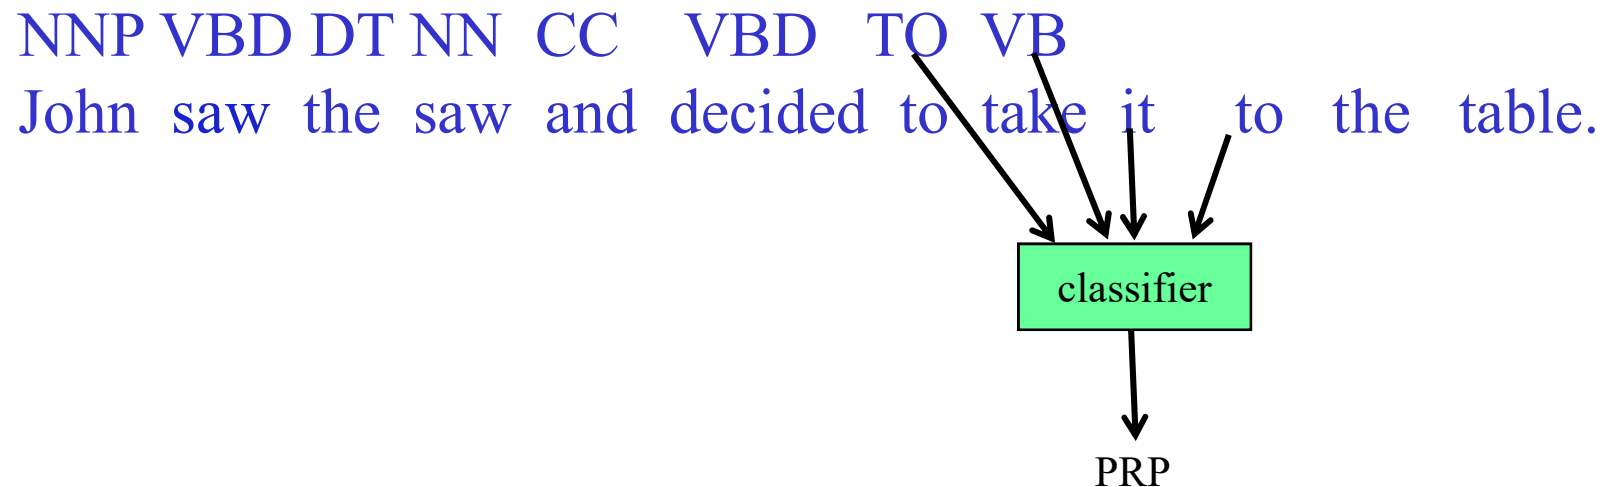 NNP VBD DT NN CC VBD TO VB
John saw the saw and decided to take it to the table.
classifier
PRP